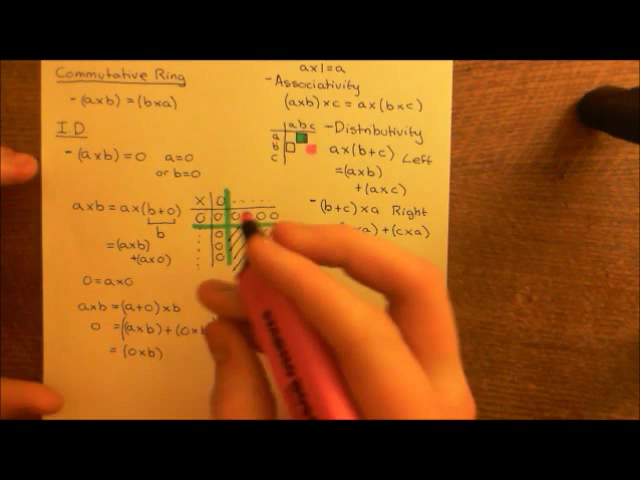 Commutative Ring
- (a×b) = (b×a)
I.D
- (a×b) = 0 a=0
or b=0
a×b = a×(b+0)
b
= (a×b)
+(a×0)
0 = a×0
a×b = (a+0)×b
0 = (a×b) + (0×b
= (0×b)
× 0 . . . . .
0 0 0 0 0
0
0
0
a×1 = a
- Associativity
(a×b)×c = a×(b×c)
a b c
a
b
c
- Distributivity
a×(b+c) Left
= (a×b)
+ (a×c)
- (b+c)×a Right
×a) + (c×a)